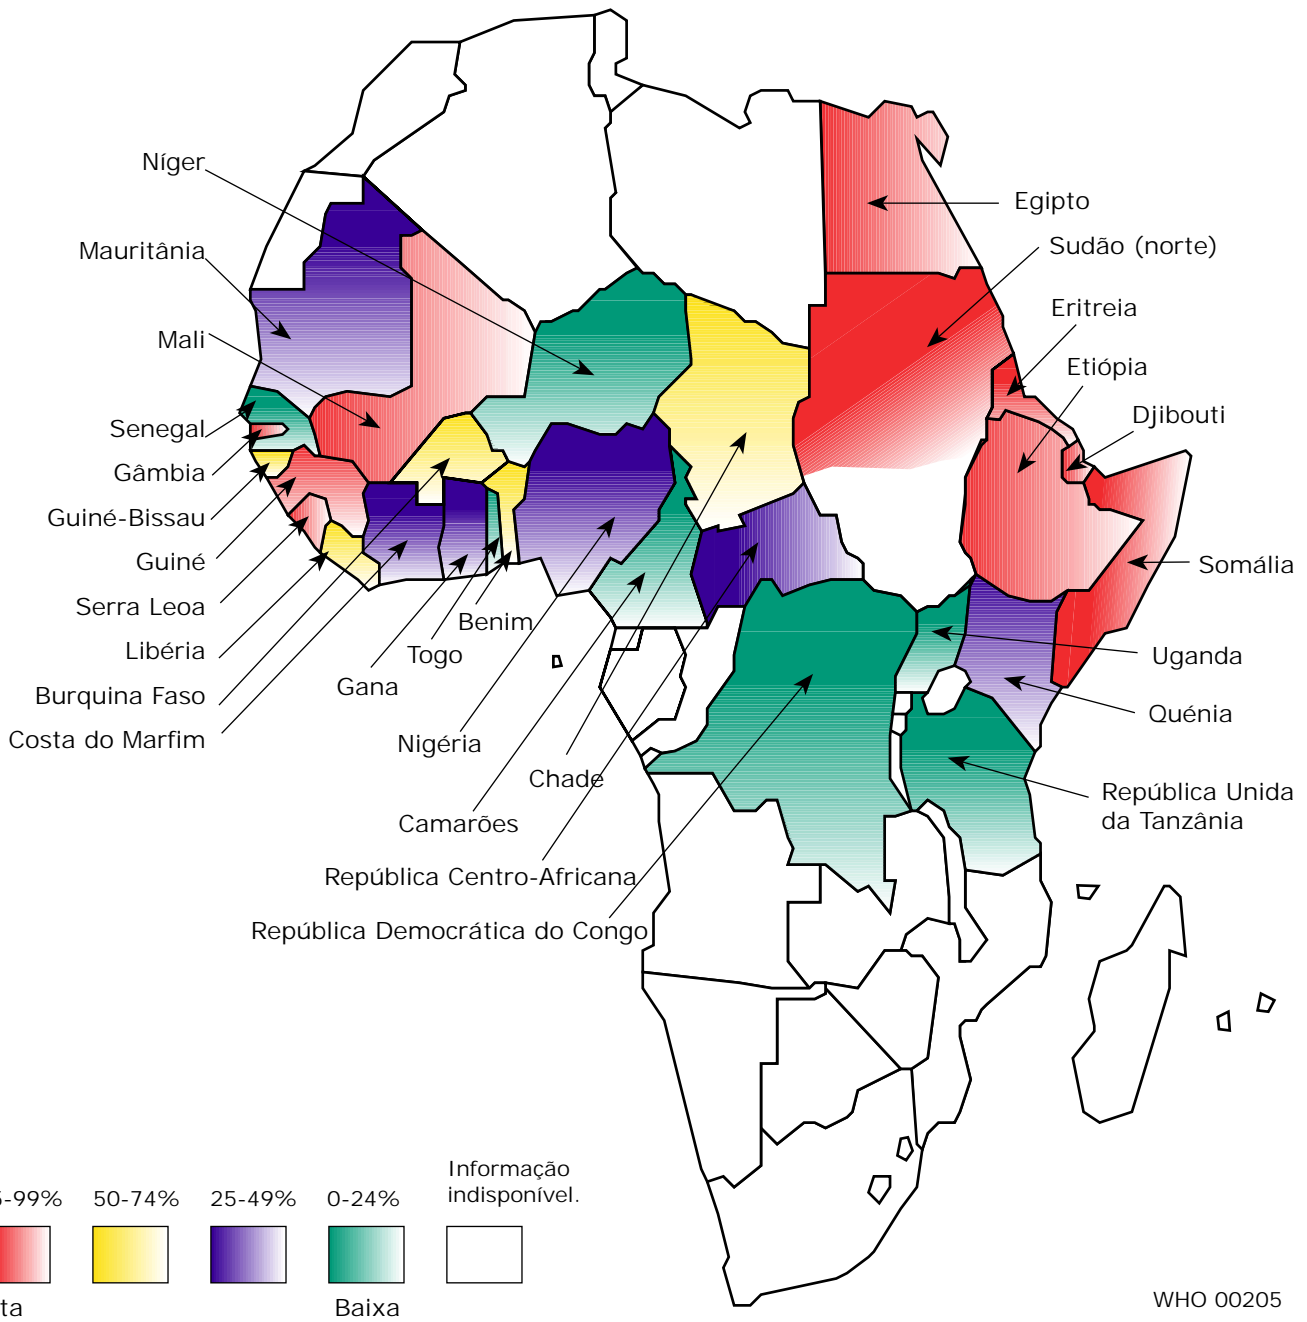 Níger
Mauritânia
Mali
Senegal
Gâmbia
Guiné-Bissau
Guiné
Serra Leoa
Libéria
Burquina Faso
Costa do Marfim
Gana
Togo
Benim
Nigéria
Chade
Camarões
República Centro-Africana
República Democrática do Congo
Egipto
Sudão (norte)
Eritreia
Etiópia
Djibouti
Somália
Uganda
Quénia
República Unida
da Tanzânia
-99%
50-74%
25-49%
0-24%
Informação
indisponível.
ta
Baixa
WHO 00205